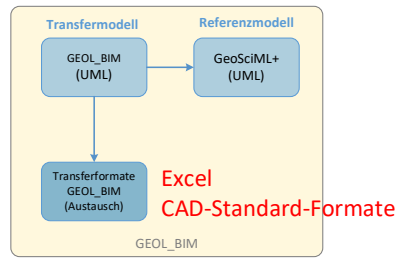 Transfermodell
Referenzmodell
GEOL_BIM
(UML)
GeoSciML+
(UML)
Transferformate
GEOL_BIM
(Austausch)
Excel
CAD-Standard-Formate
GEOL_BIM